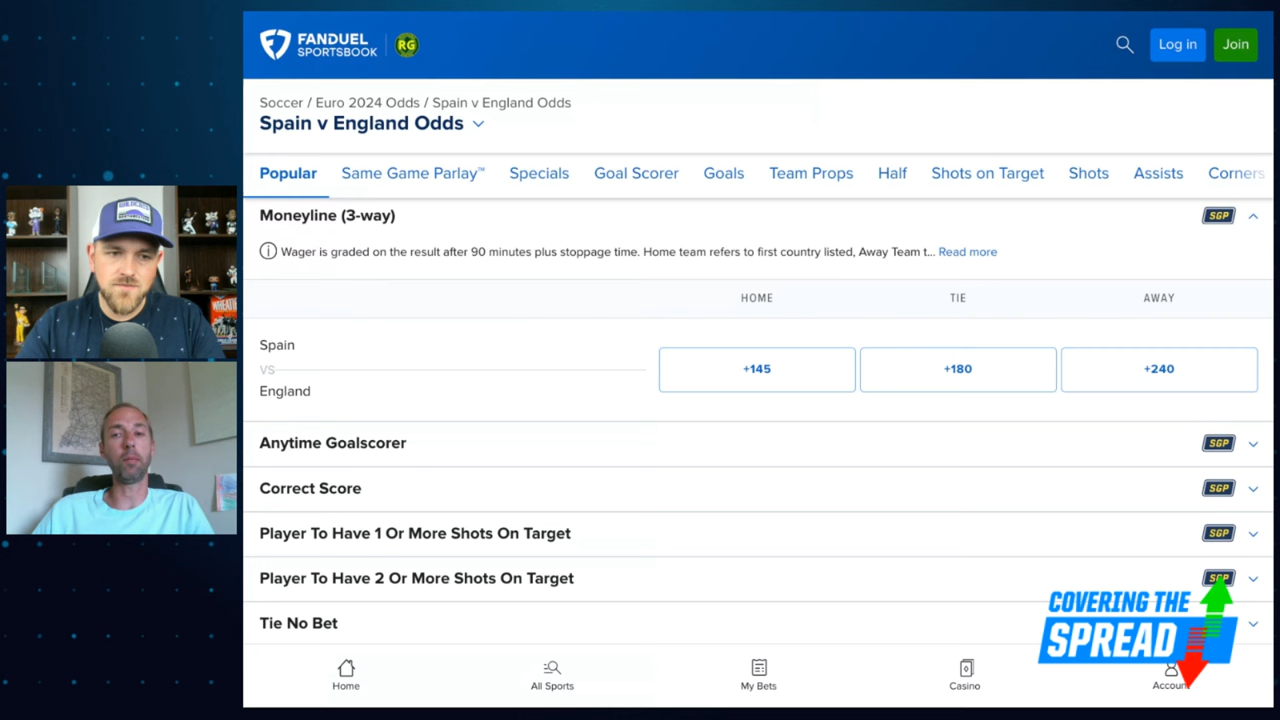 FANDUEL
SPORTSBOOK
RG
Log in
Join
Soccer / Euro 2024 Odds / Spain v England Odds
Spain v England Odds
Popular
Same Game Parlay™
Specials
Goal Scorer
Goals
Team Props
Half
Shots on Target
Shots
Assists
Corners
Moneyline (3-way)
SGP
Wager is graded on the result after 90 minutes plus stoppage time. Home team refers to first country listed, Away Team t... Read more
HOME
TIE
AWAY
Spain
VS
England
+145
+180
+240
Anytime Goalscorer
SGP
Correct Score
SGP
Player To Have 1 Or More Shots On Target
SGP
Player To Have 2 Or More Shots On Target
SGP
Tie No Bet
COVERING THE
SPREAD
Home
All Sports
My Bets
Casino
Account
WHEATIES